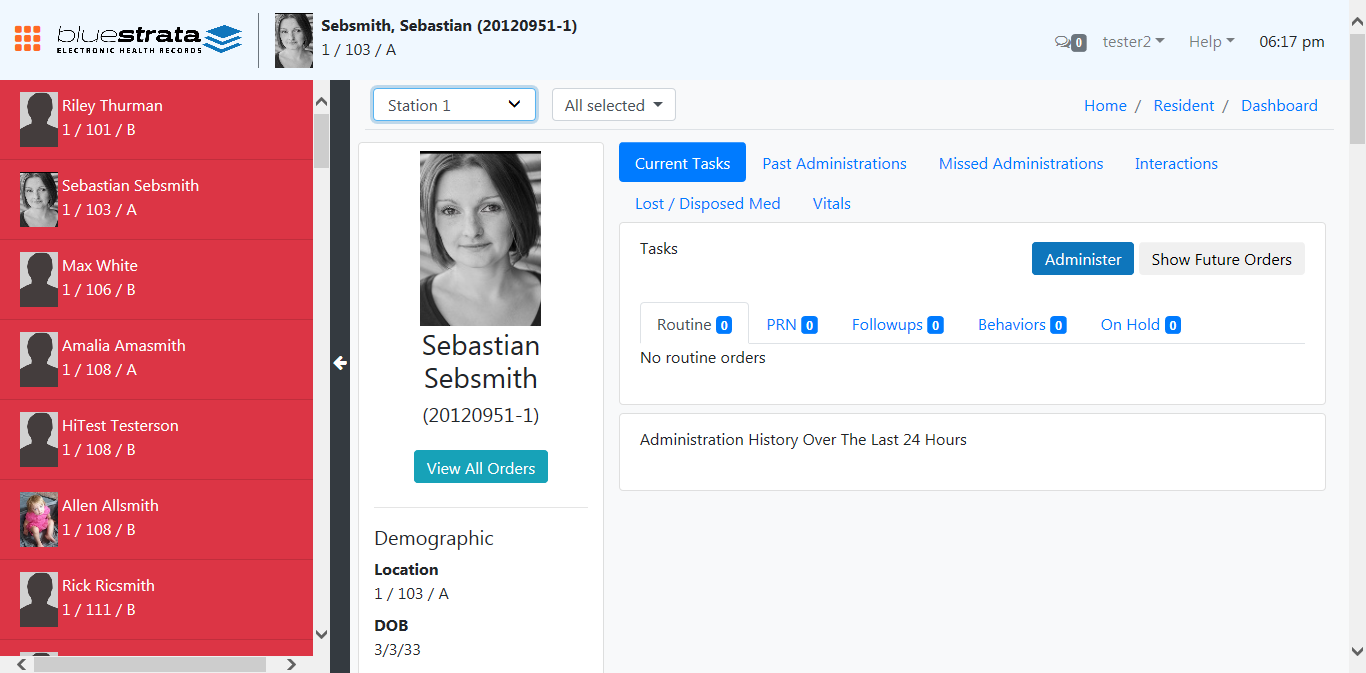 bluestrata
ELECTRONIC HEALTH RECORDS
Sebsmith, Sebastian (20120951-1)
1 / 103 / A
0
tester2
Help
06:17 pm
Riley Thurman
1 / 101 / B
Sebastian Sebsmith
1 / 103 / A
Max White
1 / 106 / B
Amalia Amasmith
1 / 108 / A
HiTest Testerson
1 / 108 / B
Allen Allsmith
1 / 108 / B
Rick Ricsmith
1 / 111 / B
Station 1
All selected
Home / Resident / Dashboard
Sebastian
Sebsmith
(20120951-1)
View All Orders
Demographic
Location
1 / 103 / A
DOB
3/3/33
Current Tasks
Past Administrations
Missed Administrations
Interactions
Lost / Disposed Med
Vitals
Tasks
Administer
Show Future Orders
Routine 0
PRN 0
Followups 0
Behaviors 0
On Hold 0
No routine orders
Administration History Over The Last 24 Hours